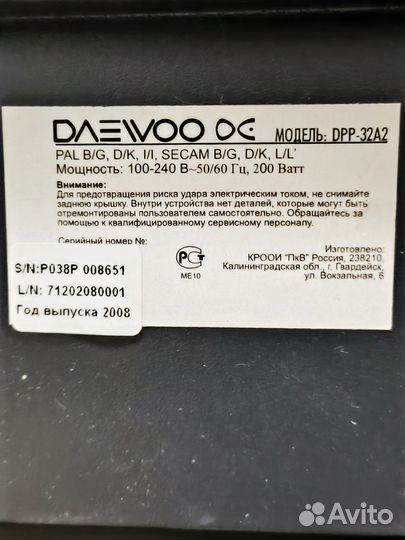 DAEWOO DE МОДЕЛЬ: DPP-32A2
PAL B/G, D/K, I/I, SECAM B/G, D/K, L/L'
Мощность: 100-240 В~50/60 Гц, 200 Ватт
Внимание:
Для предотвращения риска удара электрическим током, не снимайте
заднюю крышку. Внутри устройства нет деталей, которые могут быть
отремонтированы пользователем самостоятельно. Обращайтесь за
помощью к квалифицированному сервисному персоналу.
Серийный номер №:
S/N:P038P 008651
L/N: 71202080001
Год выпуска 2008
РСТ
МЕ10
Изготовлено:
КРООИ "ПкВ" Россия, 238210,
Калининградская обл., г. Гвардейск,
ул. Вокзальная, 6
Avito